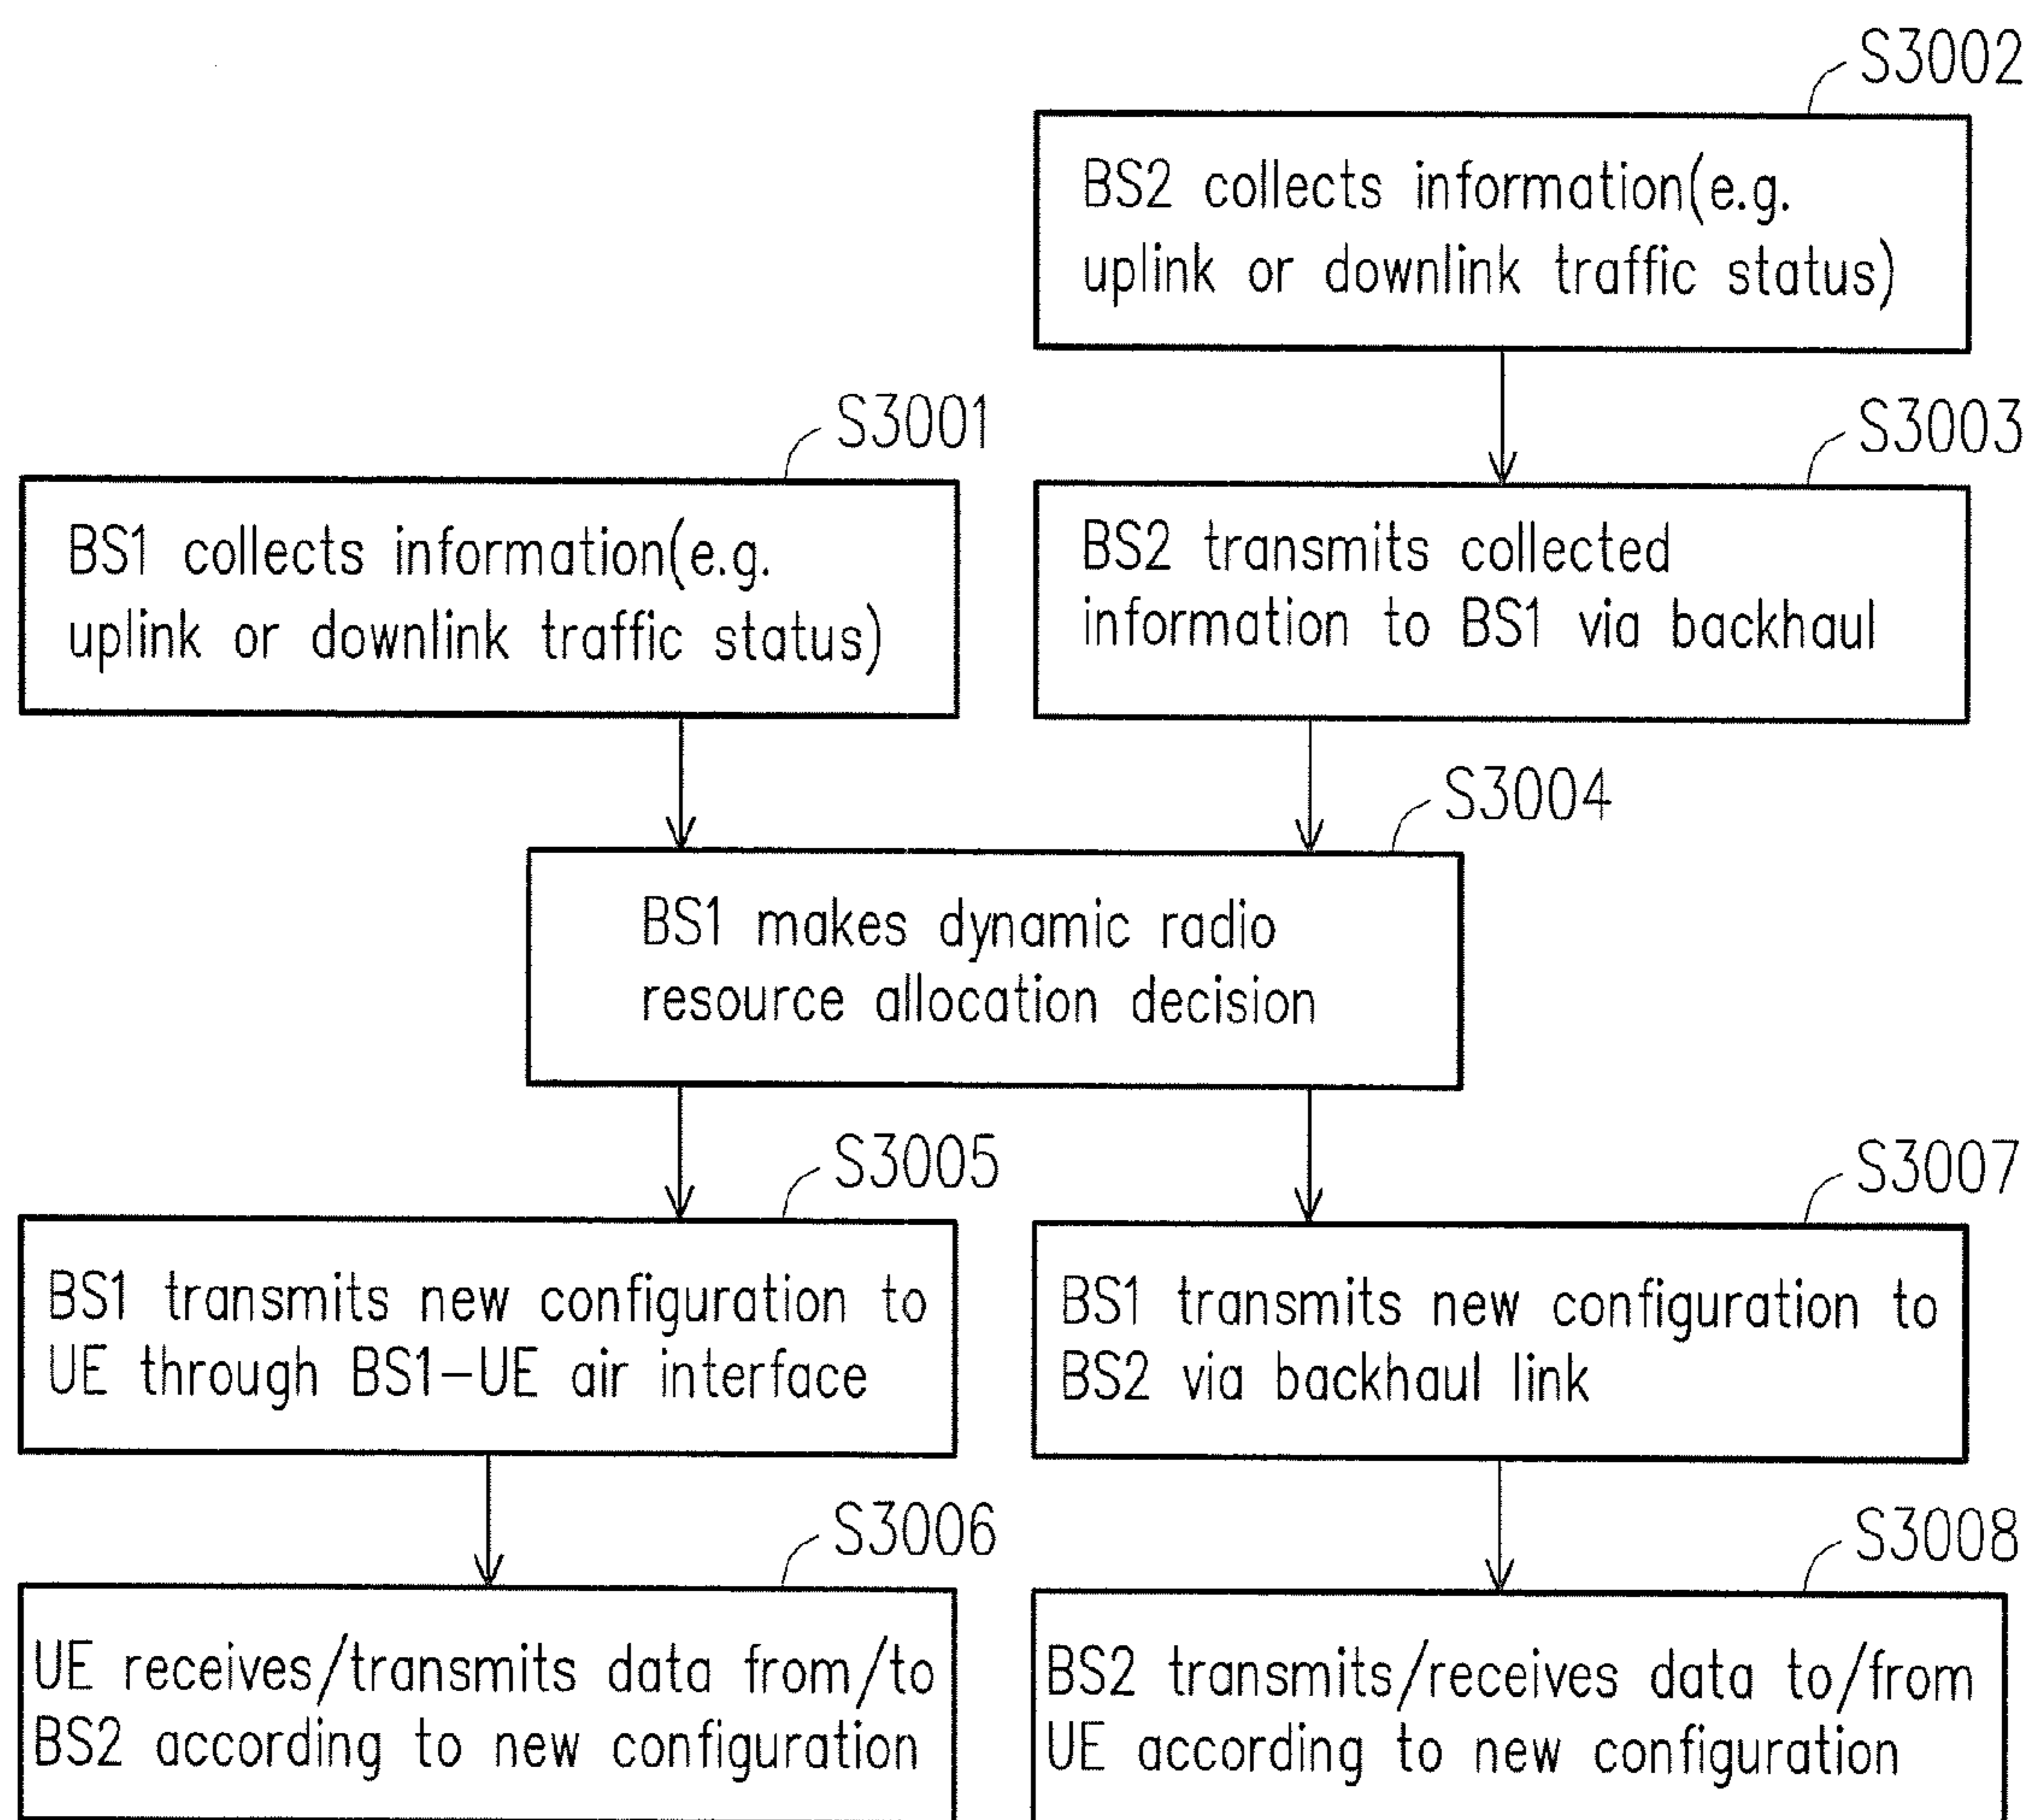 S3002
BS2 collects information(e.g.
uplink or downlink traffic status)
S3001
S3003
BS1 collects information(e.g.
uplink or downlink traffic status)
BS2 transmits collected
information to BS1 via backhaul
S3004
BS1 makes dynamic radio
resource allocation decision
S3005
S3007
BS1 transmits new configuration to
UE through BS1-UE air interface
BS1 transmits new configuration to
BS2 via backhaul link
S3006
S3008
UE receives/transmits data from/to
BS2 according to new configuration
BS2 transmits/receives data to/from
UE according to new configuration